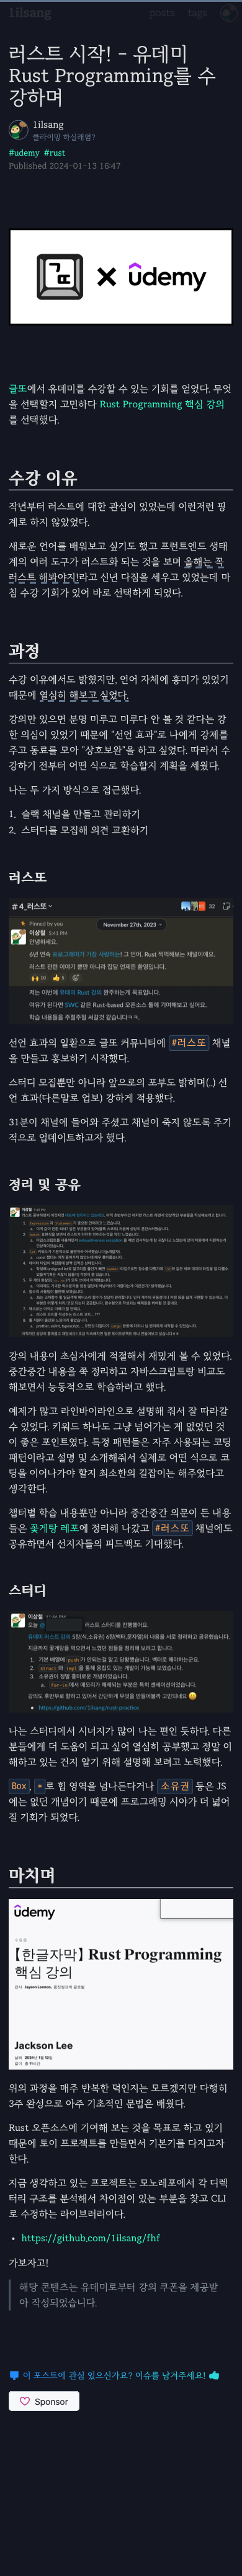 1ilsang
posts tags
러스트 시작! - 유데미
Rust Programming를 수
강하며
1ilsang
클라이밍 하실래염?
#udemy #rust
Published 2024-01-13 16:47
ㄱㄸ × ûdemy
글또에서 유데미를 수강할 수 있는 기회를 얻었다. 무엇
을 선택할지 고민하다 Rust Programming 핵심 강의
를 선택했다.
수강 이유
작년부터 러스트에 대한 관심이 있었는데 이런저런 핑
계로 하지 않았었다.
새로운 언어를 배워보고 싶기도 했고 프런트엔드 생태
계의 여러 도구가 러스트화 되는 것을 보며 올해는 꼭
러스트 해봐야지!라고 신년 다짐을 세우고 있었는데 마
침 수강 기회가 있어 바로 선택하게 되었다.
과정
수강 이유에서도 밝혔지만, 언어 자체에 흥미가 있었기
때문에 열심히 해보고 싶었다.
강의만 있으면 분명 미루고 미루다 안 볼 것 같다는 강
한 의심이 있었기 때문에 "선언 효과"로 나에게 강제를
주고 동료를 모아 "상호보완"을 하고 싶었다. 따라서 수
강하기 전부터 어떤 식으로 학습할지 계획을 세웠다.
나는 두 가지 방식으로 접근했다.
1. 슬랙 채널을 만들고 관리하기
2. 스터디를 모집해 의견 교환하기
러스또
# 4_러스또
32
Pinned by you
November 27th, 2023
이상철 5:41 PM
안녕하세요.
6년 연속 프로그래머가 가장 사랑하는! 그 언어, Rust 찍먹해보는 채널이에요.
러스트 관련 이야기 뿐만 아니라 잡담 언제든 환영입니다.
저는 이번에 유데미 Rust 강의 완주하는게 목표입니다.
여유가 된다면 SWC 같은 Rust-based 오픈소스 툴에 기여해보고 싶어요.
학습 내용들을 주절주절 써갈것 같습니다ㅋㅋ.
선언 효과의 일환으로 글또 커뮤니티에 #러스또 채널
을 만들고 홍보하기 시작했다.
스터디 모집뿐만 아니라 앞으로의 포부도 밝히며(..) 선
언 효과(다른말로 업보) 강하게 적용했다.
31분이 채널에 들어와 주셨고 채널이 죽지 않도록 주기
적으로 업데이트하고자 했다.
정리 및 공유
강의 내용이 초심자에게 적절해서 재밌게 볼 수 있었다.
중간중간 내용을 쭉 정리하고 자바스크립트랑 비교도
해보면서 능동적으로 학습하려고 했다.
예제가 많고 라인바이라인으로 설명해 줘서 잘 따라갈
수 있었다. 키워드 하나도 그냥 넘어가는 게 없었던 것
이 좋은 포인트였다. 특정 패턴들은 자주 사용되는 코딩
패턴이라고 설명 및 소개해줘서 실제로 어떤 식으로 코
딩을 이어나가야 할지 최소한의 길잡이는 해주었다고
생각한다.
챕터별 학습 내용뿐만 아니라 중간중간 의문이 든 내용
들은 꽃게탕 레포에 정리해 나갔고 #러스또 채널에도
공유하면서 선지자들의 피드백도 기대했다.
스터디
이상철
나는 스터디에서 시너지가 많이 나는 편인 듯하다. 다른
분들에게 더 도움이 되고 싶어 열심히 공부했고 정말 이
해하고 있는 건지 알기 위해 설명해 보려고 노력했다.
Box, *로 힙 영역을 넘나든다거나 소유권 등은 JS
에는 없던 개념이기 때문에 프로그래밍 시야가 더 넓어
질 기회가 되었다.
마치며
ûdemy
수료증
【한글자막】 Rust Programming
핵심 강의
Jackson Lee
위의 과정을 매주 반복한 덕인지는 모르겠지만 다행히
3주 완성으로 아주 기초적인 문법은 배웠다.
Rust 오픈소스에 기여해 보는 것을 목표로 하고 있기
때문에 토이 프로젝트를 만들면서 기본기를 다지고자
한다.
지금 생각하고 있는 프로젝트는 모노레포에서 각 디렉
터리 구조를 분석해서 차이점이 있는 부분을 찾고 CLI
로 수정하는 라이브러리이다.
• https://github.com/1ilsang/fhf
가보자고!
해당 콘텐츠는 유데미로부터 강의 쿠폰을 제공받
아 작성되었습니다.
이 포스트에 관심 있으신가요? 이슈를 남겨주세요!
Sponsor